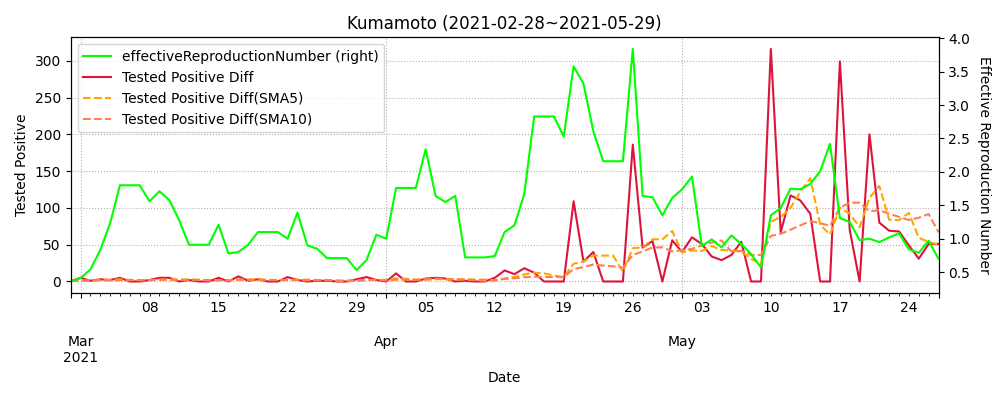 Kumamoto (2021-02-28~2021-05-29)
effectiveReproductionNumber (right)
Tested Positive Diff
Tested Positive Diff(SMA5)
Tested Positive Diff(SMA10)
Tested Positive
300
250
200
150
100
50
0
4.0
3.5
3.0
2.5
2.0
1.5
1.0
0.5
Effective Reproduction Number
08 15 22 29 05 12 19 26 03 10 17 24
Mar Apr May
2021
Date